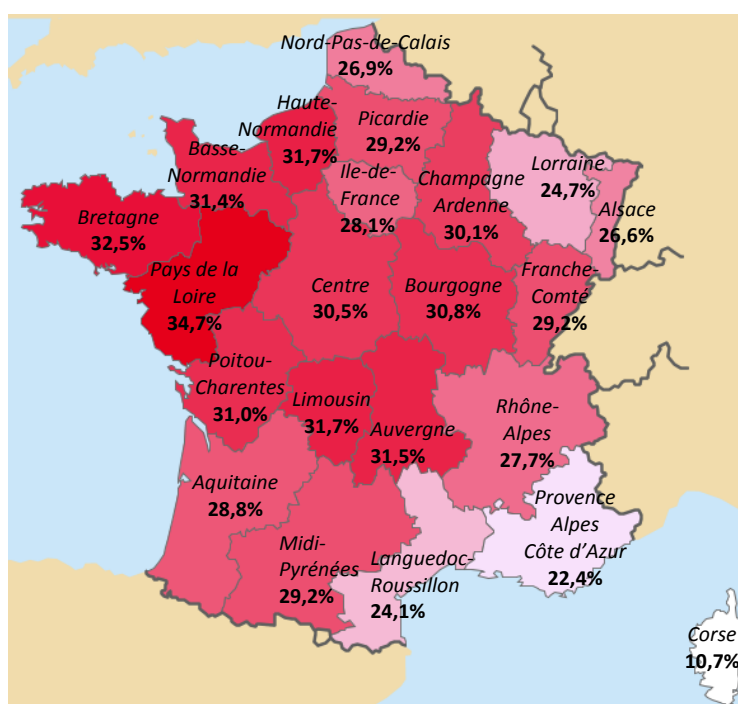 Nord-Pas-de-Calais
26,9%
Haute-
Normandie
31,7%
Picardie
29,2%
Basse-
Normandie
31,4%
Ile-de-
France
28,1%
Champagne
Ardenne
30,1%
Lorraine
24,7%
Alsace
26,6%
Bretagne
32,5%
Pays de la
Loire
34,7%
Centre
30,5%
Bourgogne
30,8%
Franche-
Comté
29,2%
Poitou-
Charentes
31,0%
Limousin
31,7%
Auvergne
31,5%
Rhône-
Alpes
27,7%
Aquitaine
28,8%
Midi-
Pyrénées
29,2%
Languedoc-
Roussillon
24,1%
Provence
Alpes
Côte d'Azur
22,4%
Corse
10,7%